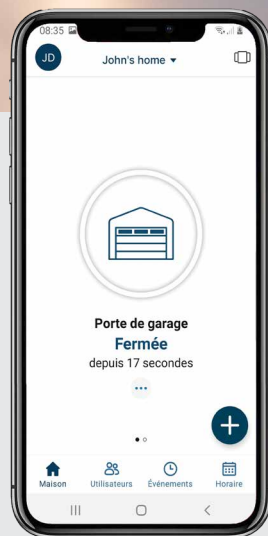 08:35
JD
John's home
Porte de garage
Fermée
depuis 17 secondes
Maison
Utilisateurs
Événements
Horaire